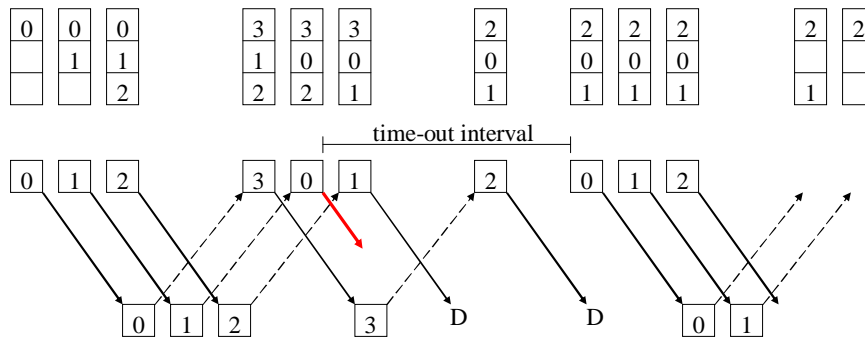 0 0 0 3 3 3 2 2 2 2 2 2
1 1 1 0 0 0 0 0 0
2 2 2 1 1 1 1 1 1
time-out interval
0 1 2 3 0 1 2 0 1 2
0 1 2 3 D D 0 1